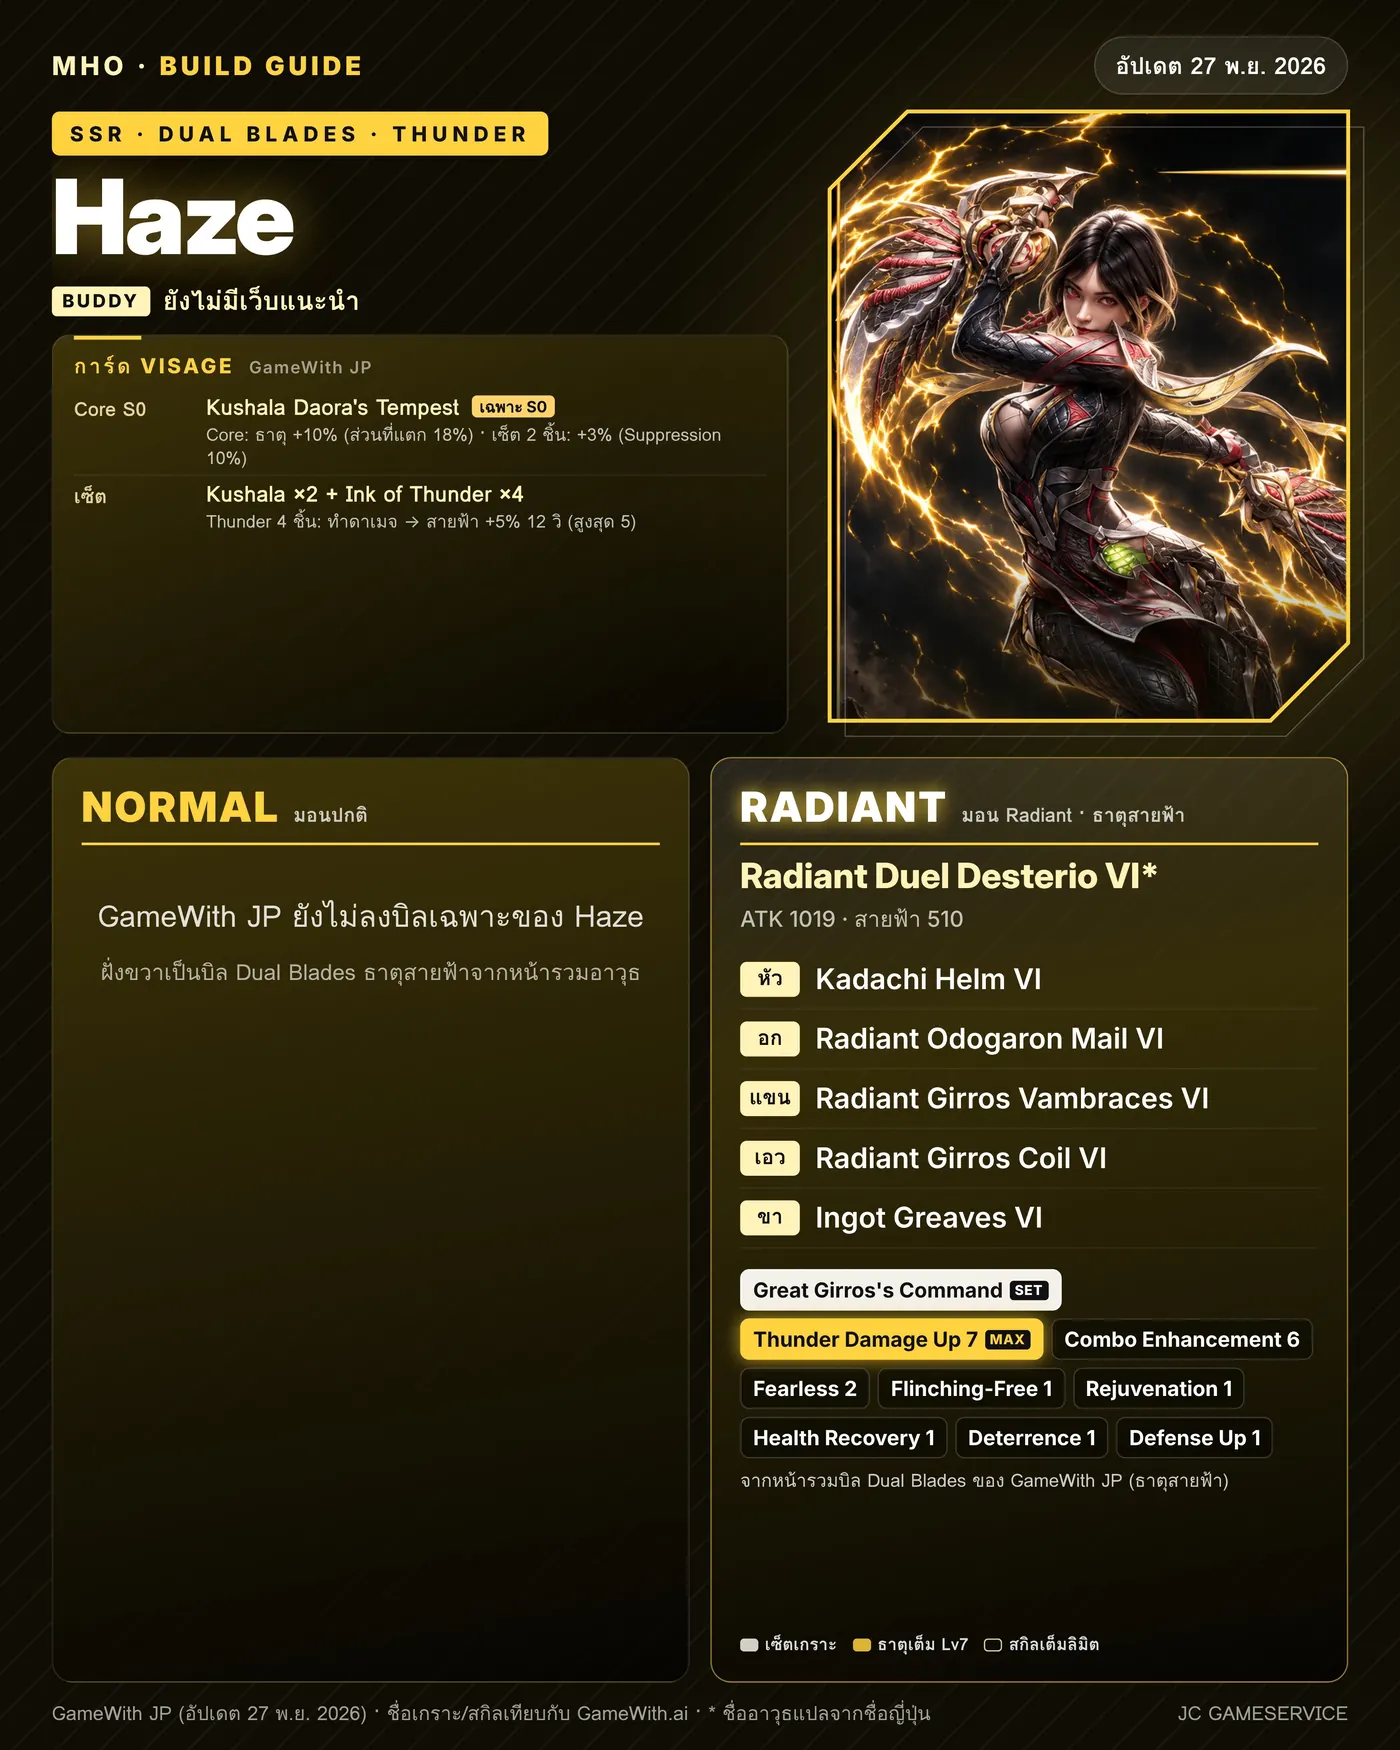 MHO · BUILD GUIDE
อัปเดต 27 พ.ย. 2026
SSR · DUAL BLADES · THUNDER
Haze
BUDDY ยังไม่มีเว็บแนะนำ
การ์ด VISAGE GameWith JP
Core S0 Kushala Daora's Tempest เฉพาะ S0
Core: ธาตุ +10% (ส่วนที่แตก 18%) · เซ็ต 2 ชิ้น: +3% (Suppression
10%)
เซ็ต Kushala ×2 + Ink of Thunder ×4
Thunder 4 ชิ้น: ทำดาเมจ → สายฟ้า +5% 12 วิ (สูงสุด 5)
NORMAL มอนปกติ
GameWith JP ยังไม่ลงบิลเฉพาะของ Haze
ฝั่งขวาเป็นบิล Dual Blades ธาตุสายฟ้าจากหน้ารวมอาวุธ
RADIANT มอน Radiant · ธาตุสายฟ้า
Radiant Duel Desterio VI*
ATK 1019 · สายฟ้า 510
หัว Kadachi Helm VI
อก Radiant Odogaron Mail VI
แขน Radiant Girros Vambraces VI
เอว Radiant Girros Coil VI
ขา Ingot Greaves VI
Great Girros's Command SET
Thunder Damage Up 7 MAX Combo Enhancement 6
Fearless 2 Flinching-Free 1 Rejuvenation 1
Health Recovery 1 Deterrence 1 Defense Up 1
จากหน้ารวมบิล Dual Blades ของ GameWith JP (ธาตุสายฟ้า)
เซ็ตเกราะ ธาตุเต็ม Lv7 สกิลเต็มลิมิต
GameWith JP (อัปเดต 27 พ.ย. 2026) · ชื่อเกราะ/สกิลเทียบกับ GameWith.ai · * ชื่ออาวุธแปลจากชื่อญี่ปุ่น
JC GAMESERVICE